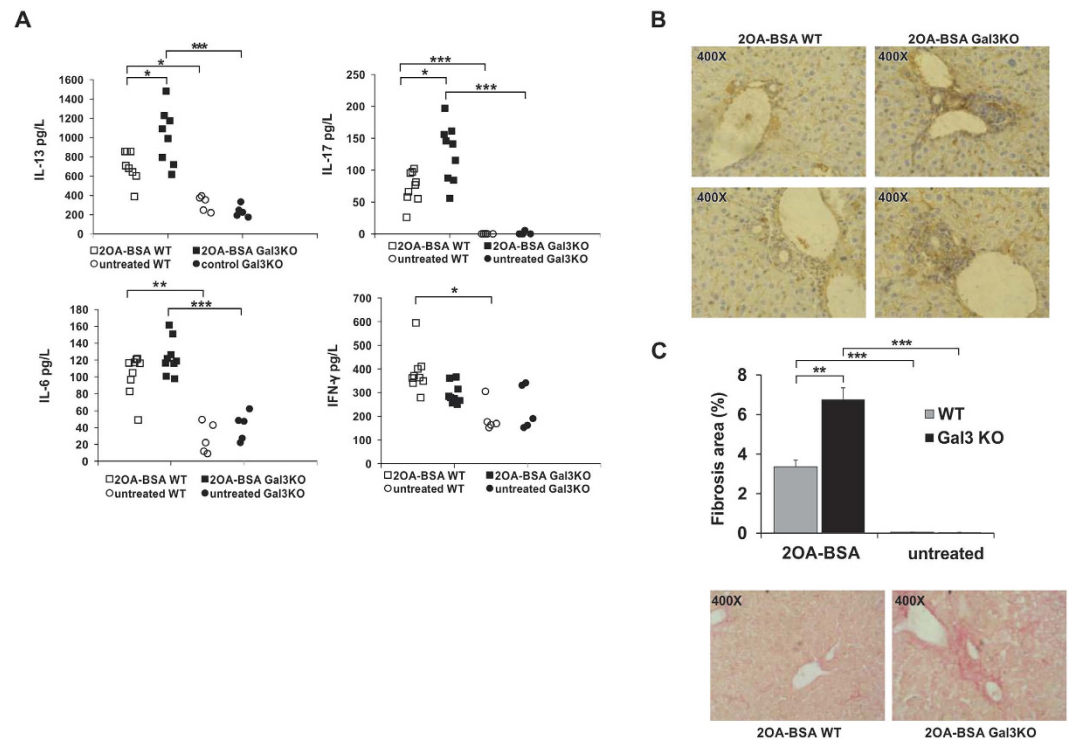 A
***
*
*
IL-13 pg/L
1600
1400
1200
1000
800
600
400
200
0
2OA-BSA WT 2OA-BSA Gal3KO
untreated WT control Gal3KO
***
*
***
IL-17 pg/L
250
200
150
100
50
0
2OA-BSA WT 2OA-BSA Gal3KO
untreated WT untreated Gal3KO
**
***
IL-6 pg/L
180
160
140
120
100
80
60
40
20
0
2OA-BSA WT 2OA-BSA Gal3KO
untreated WT untreated Gal3KO
*
IFN-γ pg/L
700
600
500
400
300
200
100
0
2OA-BSA WT 2OA-BSA Gal3KO
untreated WT untreated Gal3KO
B
2OA-BSA WT 2OA-BSA Gal3KO
400X 400X
400X 400X
C
***
***
**
Fibrosis area (%)
8
6
4
2
0
WT
Gal3 KO
2OA-BSA untreated
400X 400X
2OA-BSA WT 2OA-BSA Gal3KO